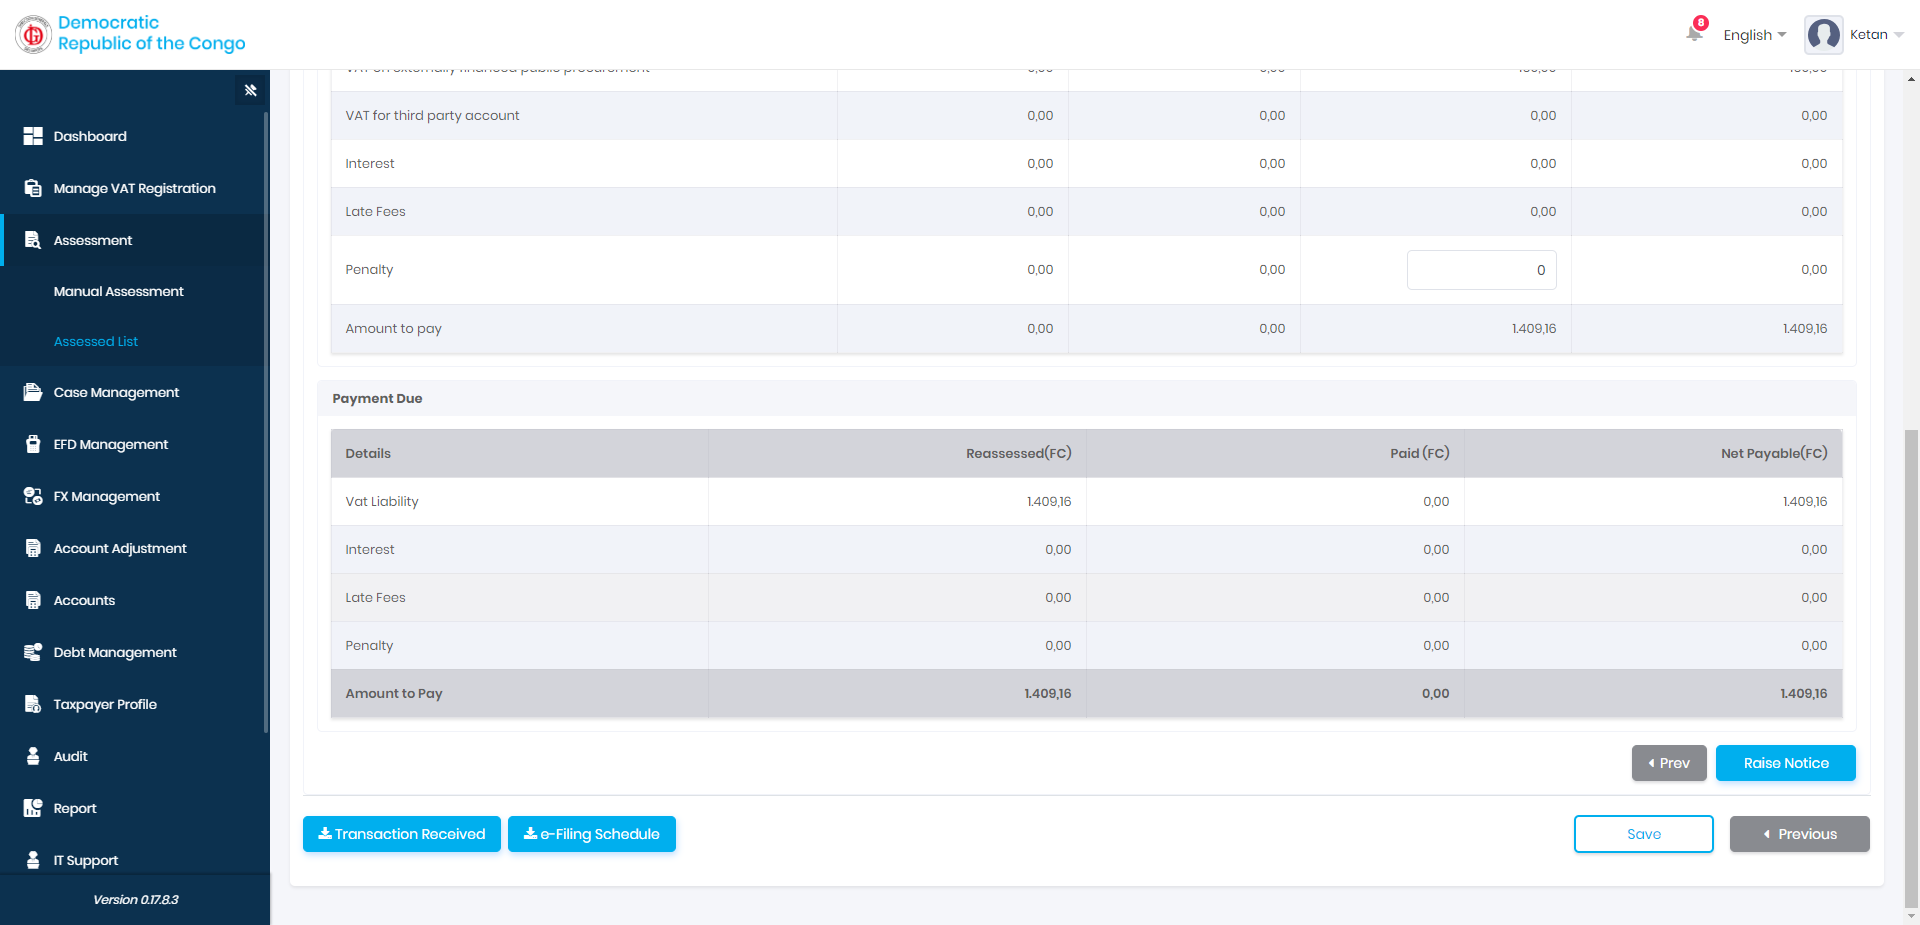 Democratic
Republic of the Congo
8
English
Ketan
Dashboard
Manage VAT Registration
Assessment
Manual Assessment
Assessed List
Case Management
EFD Management
FX Management
Account Adjustment
Accounts
Debt Management
Taxpayer Profile
Audit
Report
IT Support
Version 0.17.8.3
VAT on externally financed public procurement 0,00 0,00
VAT for third party account 0,00 0,00 0,00 0,00
Interest 0,00 0,00 0,00 0,00
Late Fees 0,00 0,00 0,00 0,00
Penalty 0,00 0,00 0 0,00
Amount to pay 0,00 0,00 1.409,16 1.409,16
Payment Due
Details Reassessed(FC) Paid (FC) Net Payable(FC)
Vat Liability 1.409,16 0,00 1.409,16
Interest 0,00 0,00 0,00
Late Fees 0,00 0,00 0,00
Penalty 0,00 0,00 0,00
Amount to Pay 1.409,16 0,00 1.409,16
Prev Raise Notice
Transaction Received e-Filing Schedule Save Previous